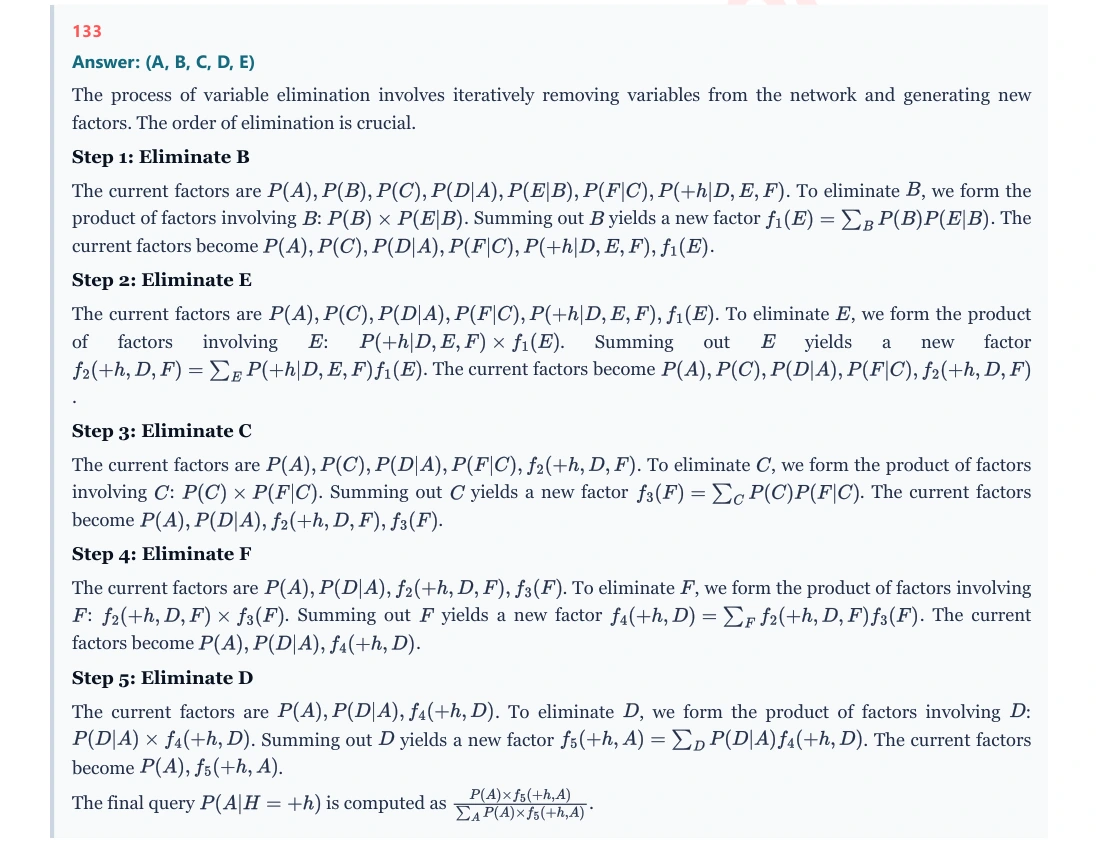 133
Answer: (A, B, C, D, E)
The process of variable elimination involves iteratively removing variables from the network and generating new
factors. The order of elimination is crucial.
Step 1: Eliminate B
The current factors are P(A), P(B), P(C), P(D|A), P(E|B), P(F|C), P(+h|D, E, F). To eliminate B, we form the
product of factors involving B: P(B) × P(E|B). Summing out B yields a new factor f₁(E) = ∑_B P(B)P(E|B). The
current factors become P(A), P(C), P(D|A), P(F|C), P(+h|D, E, F), f₁(E).
Step 2: Eliminate E
The current factors are P(A), P(C), P(D|A), P(F|C), P(+h|D, E, F), f₁(E). To eliminate E, we form the product
of factors involving E: P(+h|D, E, F) × f₁(E). Summing out E yields a new factor
f₂(+h, D, F) = ∑_E P(+h|D, E, F)f₁(E). The current factors become P(A), P(C), P(D|A), P(F|C), f₂(+h, D, F)
.
Step 3: Eliminate C
The current factors are P(A), P(C), P(D|A), P(F|C), f₂(+h, D, F). To eliminate C, we form the product of factors
involving C: P(C) × P(F|C). Summing out C yields a new factor f₃(F) = ∑_C P(C)P(F|C). The current factors
become P(A), P(D|A), f₂(+h, D, F), f₃(F).
Step 4: Eliminate F
The current factors are P(A), P(D|A), f₂(+h, D, F), f₃(F). To eliminate F, we form the product of factors involving
F: f₂(+h, D, F) × f₃(F). Summing out F yields a new factor f₄(+h, D) = ∑_F f₂(+h, D, F)f₃(F). The current
factors become P(A), P(D|A), f₄(+h, D).
Step 5: Eliminate D
The current factors are P(A), P(D|A), f₄(+h, D). To eliminate D, we form the product of factors involving D:
P(D|A) × f₄(+h, D). Summing out D yields a new factor f₅(+h, A) = ∑_D P(D|A)f₄(+h, D). The current factors
become P(A), f₅(+h, A).
The final query P(A|H = +h) is computed as P(A)×f₅(+h,A) / ∑_A P(A)×f₅(+h,A).